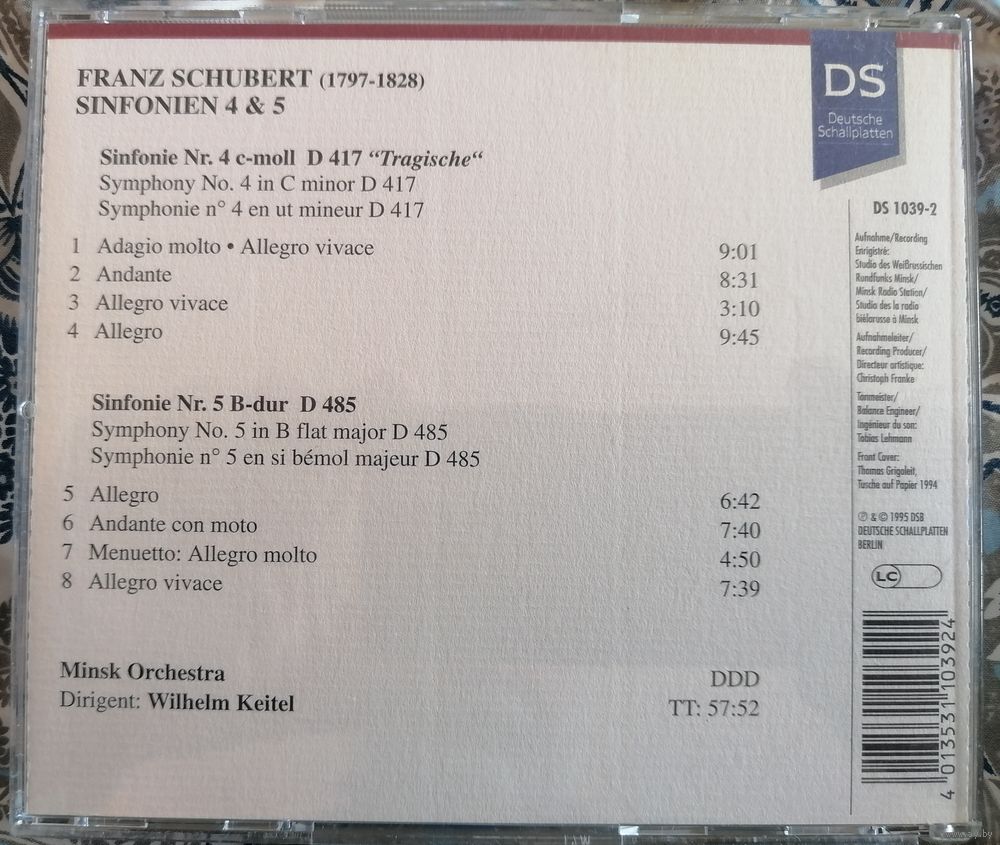 FRANZ SCHUBERT (1797-1828)
SINFONIEN 4 & 5
Sinfonie Nr. 4 c-moll D 417 “Tragische“
Symphony No. 4 in C minor D 417
Symphonie n° 4 en ut mineur D 417
1 Adagio molto • Allegro vivace 9:01
2 Andante 8:31
3 Allegro vivace 3:10
4 Allegro 9:45
Sinfonie Nr. 5 B-dur D 485
Symphony No. 5 in B flat major D 485
Symphonie n° 5 en si bémol majeur D 485
5 Allegro 6:42
6 Andante con moto 7:40
7 Menuetto: Allegro molto 4:50
8 Allegro vivace 7:39
Minsk Orchestra DDD
Dirigent: Wilhelm Keitel TT: 57:52
DS
Deutsche
Schallplatten
DS 1039-2
Aufnahme/Recording
Enrigistré:
Studio des Weißrussischen
Rundfunks Minsk/
Minsk Radio Station/
Studio des la radio
biélorusse à Minsk
Aufnahmeleiter/
Recording Producer/
Directeur artistique:
Christoph Franke
Tonmeister/
Balance Engineer/
Ingénieur du son:
Tobias Lehmann
Front Cover:
Thomas Grigoleit,
Tusche auf Papier 1994
℗ & © 1995 DSB
DEUTSCHE SCHALLPLATTEN
BERLIN
LC
4 013531 103924